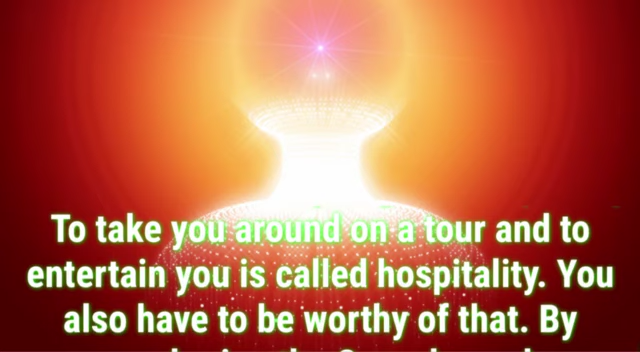 To take you around on a tour and to
entertain you is called hospitality. You
also have to be worthy of that. By